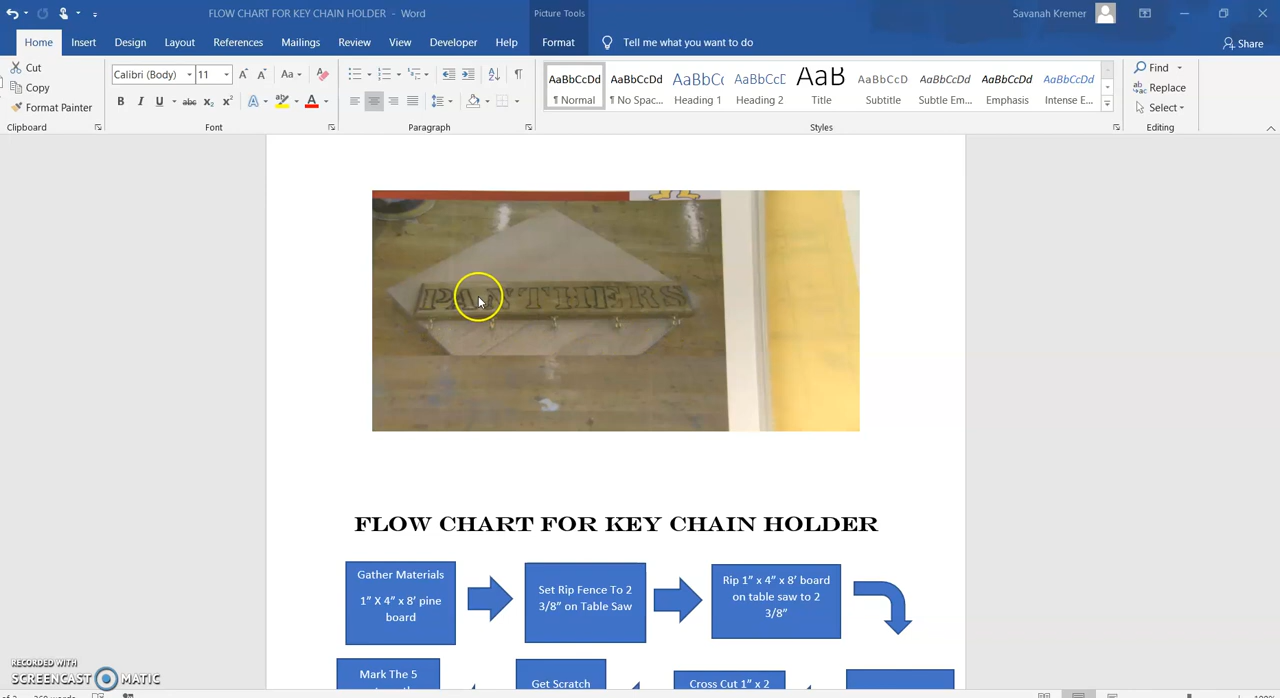 FLOW CHART FOR KEY CHAIN HOLDER - Word
Picture Tools
Savanah Kremer
Home Insert Design Layout References Mailings Review View Developer Help Format Tell me what you want to do Share
Cut
Copy
Format Painter
Clipboard
Calibri (Body) 11 Aa
B I U abc X₂ X² A A
Font
Paragraph
AaBbCcDd AaBbCcDd AaBbCc AaBbCcE AaB AaBbCcD AaBbCcDd AaBbCcDd AaBbCcDd
¶ Normal ¶ No Spac... Heading 1 Heading 2 Title Subtitle Subtle Em... Emphasis Intense E...
Styles
Find
Replace
Select
Editing
PANTHERS
FLOW CHART FOR KEY CHAIN HOLDER
Gather Materials
1” X 4” x 8’ pine
board
Set Rip Fence To 2
3/8” on Table Saw
Rip 1” x 4” x 8’ board
on table saw to 2
3/8”
Mark The 5
Get Scratch
Cross Cut 1” x 2
RECORDED WITH
SCREENCAST MATIC